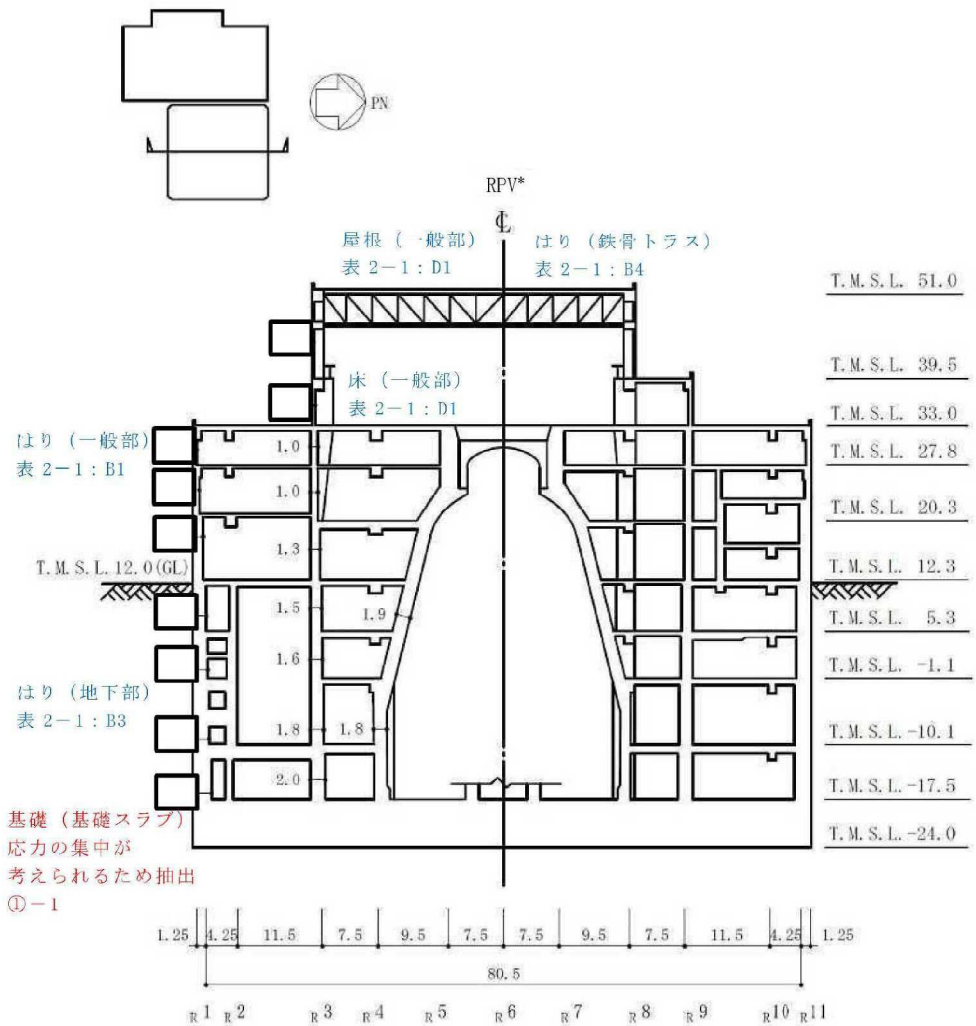 PN
RPV*
℄
屋根(一般部)
表 2-1:D1
はり(鉄骨トラス)
表 2-1:B4
T.M.S.L. 51.0
T.M.S.L. 39.5
床(一般部)
表 2-1:D1
T.M.S.L. 33.0
はり(一般部)
表 2-1:B1
1.0
T.M.S.L. 27.8
1.0
T.M.S.L. 20.3
1.3
T.M.S.L. 12.0(GL)
T.M.S.L. 12.3
1.5
1.9
T.M.S.L. 5.3
1.6
T.M.S.L. -1.1
はり(地下部)
表 2-1:B3
1.8
1.8
T.M.S.L. -10.1
2.0
T.M.S.L. -17.5
基礎(基礎スラブ)
応力の集中が
考えられるため抽出
①-1
T.M.S.L. -24.0
1.25 4.25 11.5 7.5 9.5 7.5 7.5 9.5 7.5 11.5 4.25 1.25
80.5
R1 R2 R3 R4 R5 R6 R7 R8 R9 R10 R11